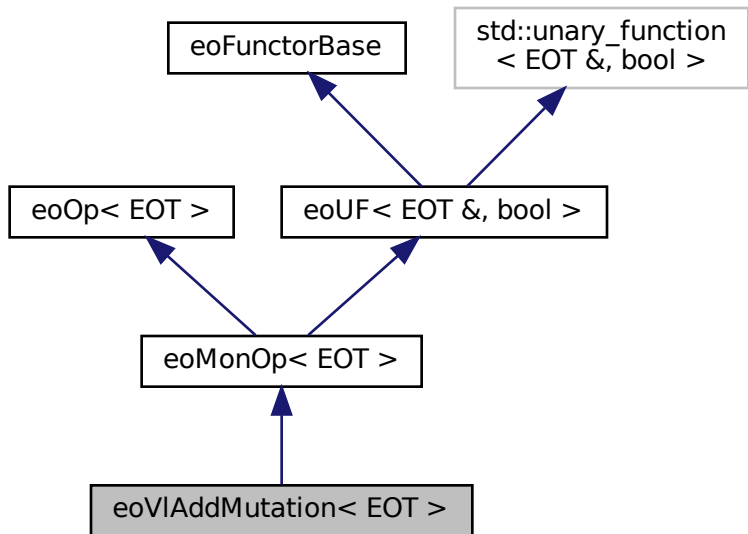 eoFunctorBase
std::unary_function
< EOT &, bool >
eoOp< EOT >
eoUF< EOT &, bool >
eoMonOp< EOT >
eoVlAddMutation< EOT >